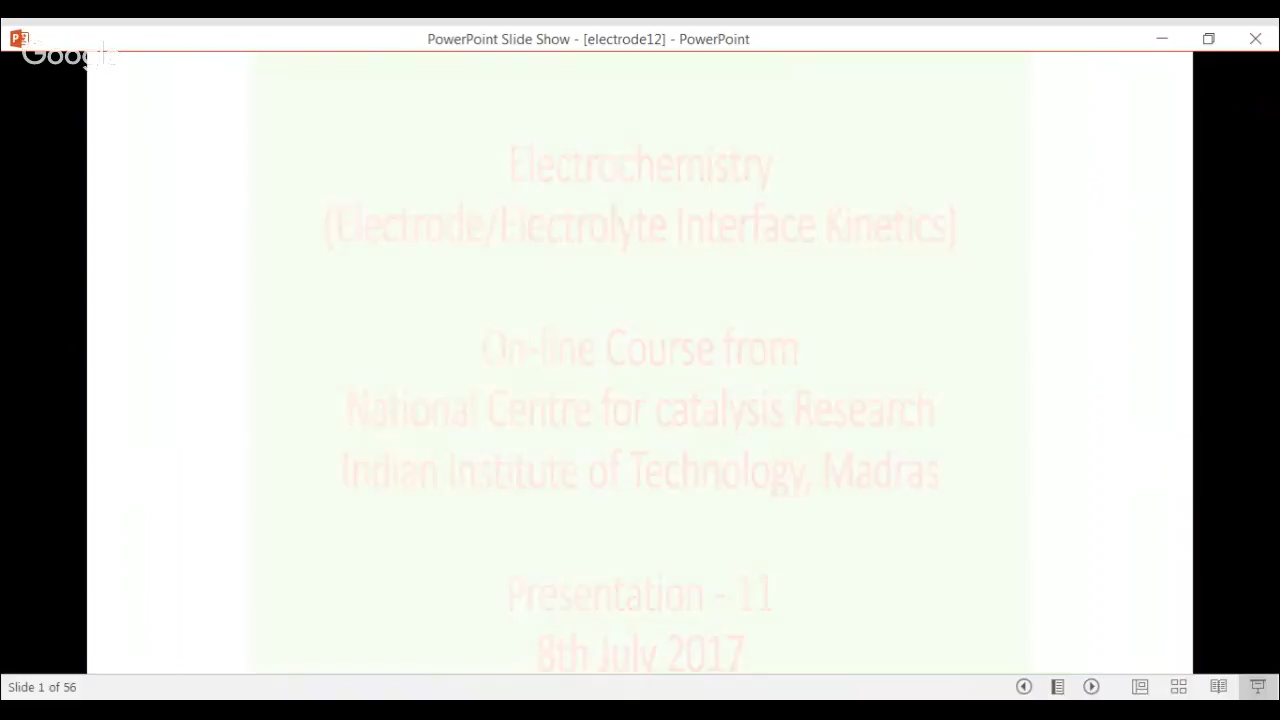 PowerPoint Slide Show - [electrode12] - PowerPoint
Google
Electrochemistry
(Electrode/Electrolyte Interface Kinetics)
On-line Course from
National Centre for catalysis Research
Indian Institute of Technology, Madras
Presentation - 11
8th July 2017
Slide 1 of 56